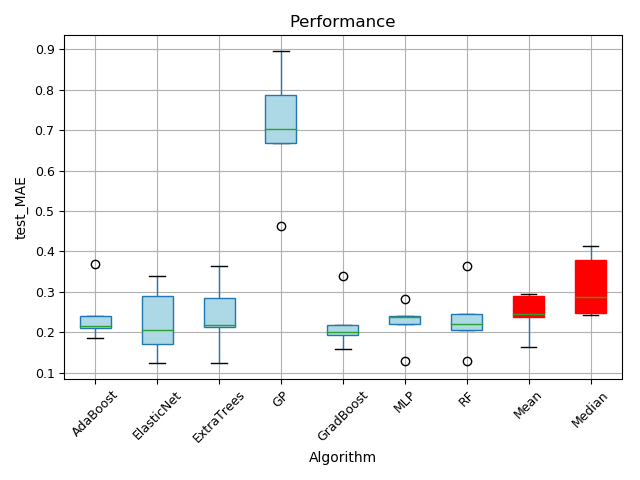 Performance
0.9
0.8
0.7
0.6
0.5
0.4
0.3
0.2
0.1
test_MAE
AdaBoost
ElasticNet
ExtraTrees
GP
GradBoost
MLP
RF
Mean
Median
Algorithm